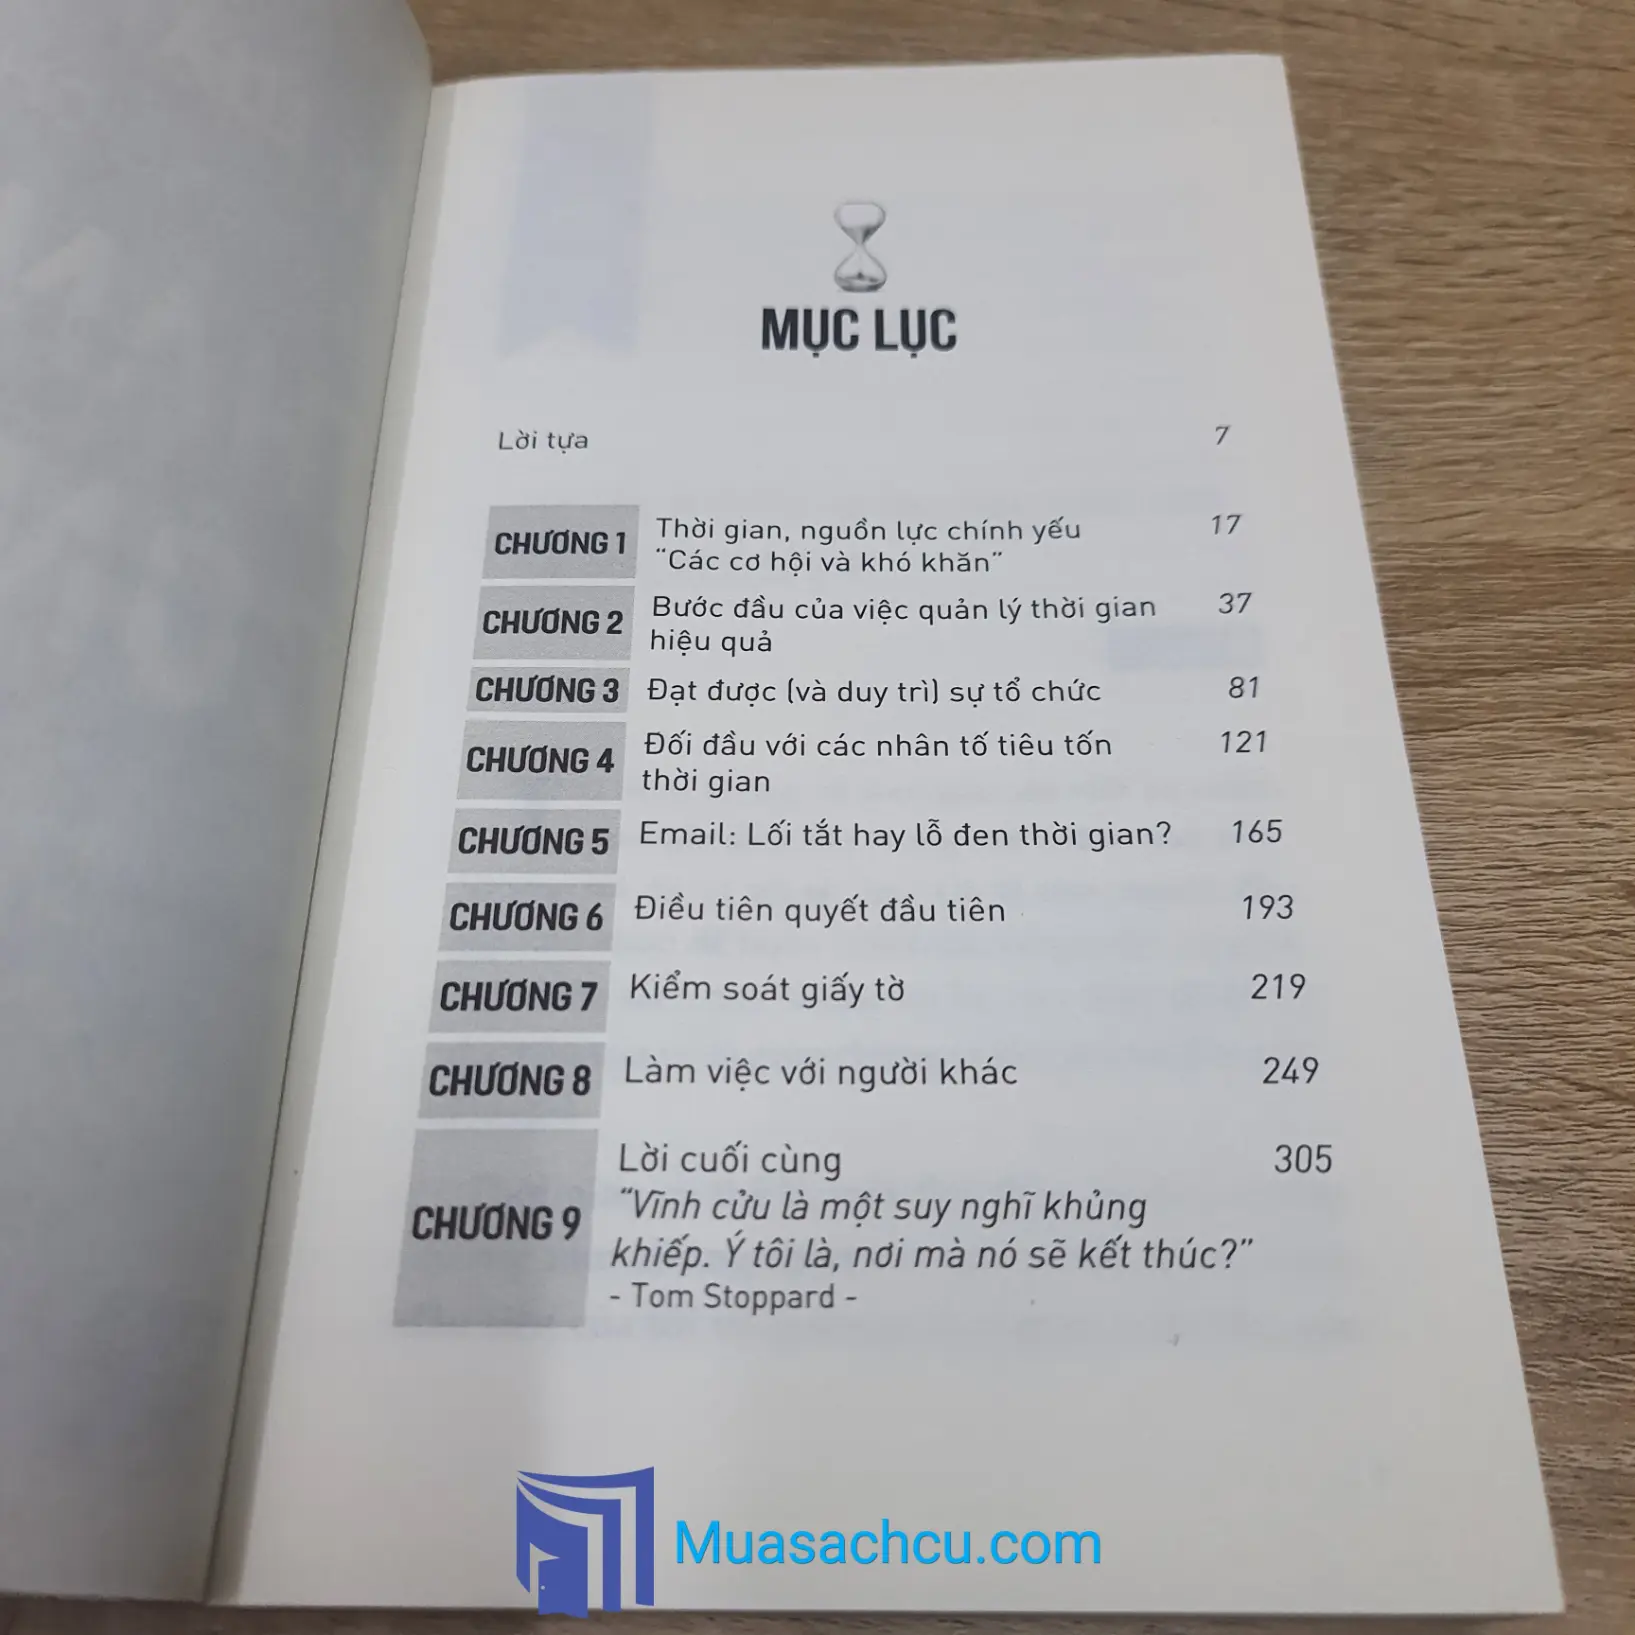 MỤC LỤC
Lời tựa 7
CHƯƠNG 1 Thời gian, nguồn lực chính yếu 17
“Các cơ hội và khó khăn”
CHƯƠNG 2 Bước đầu của việc quản lý thời gian 37
hiệu quả
CHƯƠNG 3 Đạt được (và duy trì) sự tổ chức 81
CHƯƠNG 4 Đối đầu với các nhân tố tiêu tốn 121
thời gian
CHƯƠNG 5 Email: Lối tắt hay lỗ đen thời gian? 165
CHƯƠNG 6 Điều tiên quyết đầu tiên 193
CHƯƠNG 7 Kiểm soát giấy tờ 219
CHƯƠNG 8 Làm việc với người khác 249
CHƯƠNG 9 Lời cuối cùng 305
“Vĩnh cửu là một suy nghĩ khủng
khiếp. Ý tôi là, nơi mà nó sẽ kết thúc?”
- Tom Stoppard -
Muasachcu.com